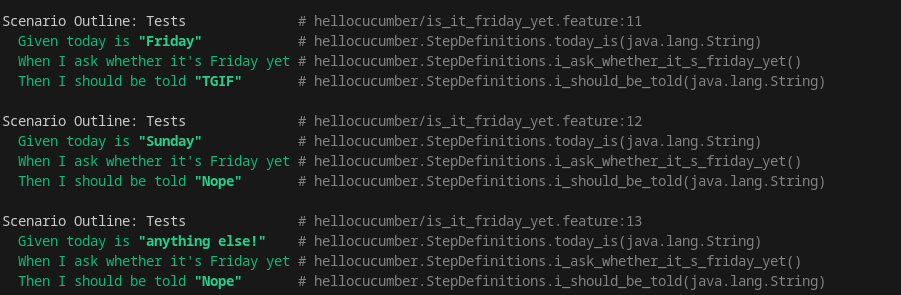 Scenario Outline: Tests # hellocucumber/is_it_friday_yet.feature:11
Given today is "Friday" # hellocucumber.StepDefinitions.today_is(java.lang.String)
When I ask whether it's Friday yet # hellocucumber.StepDefinitions.i_ask_whether_it_s_friday_yet()
Then I should be told "TGIF" # hellocucumber.StepDefinitions.i_should_be_told(java.lang.String)
Scenario Outline: Tests # hellocucumber/is_it_friday_yet.feature:12
Given today is "Sunday" # hellocucumber.StepDefinitions.today_is(java.lang.String)
When I ask whether it's Friday yet # hellocucumber.StepDefinitions.i_ask_whether_it_s_friday_yet()
Then I should be told "Nope" # hellocucumber.StepDefinitions.i_should_be_told(java.lang.String)
Scenario Outline: Tests # hellocucumber/is_it_friday_yet.feature:13
Given today is "anything else!" # hellocucumber.StepDefinitions.today_is(java.lang.String)
When I ask whether it's Friday yet # hellocucumber.StepDefinitions.i_ask_whether_it_s_friday_yet()
Then I should be told "Nope" # hellocucumber.StepDefinitions.i_should_be_told(java.lang.String)